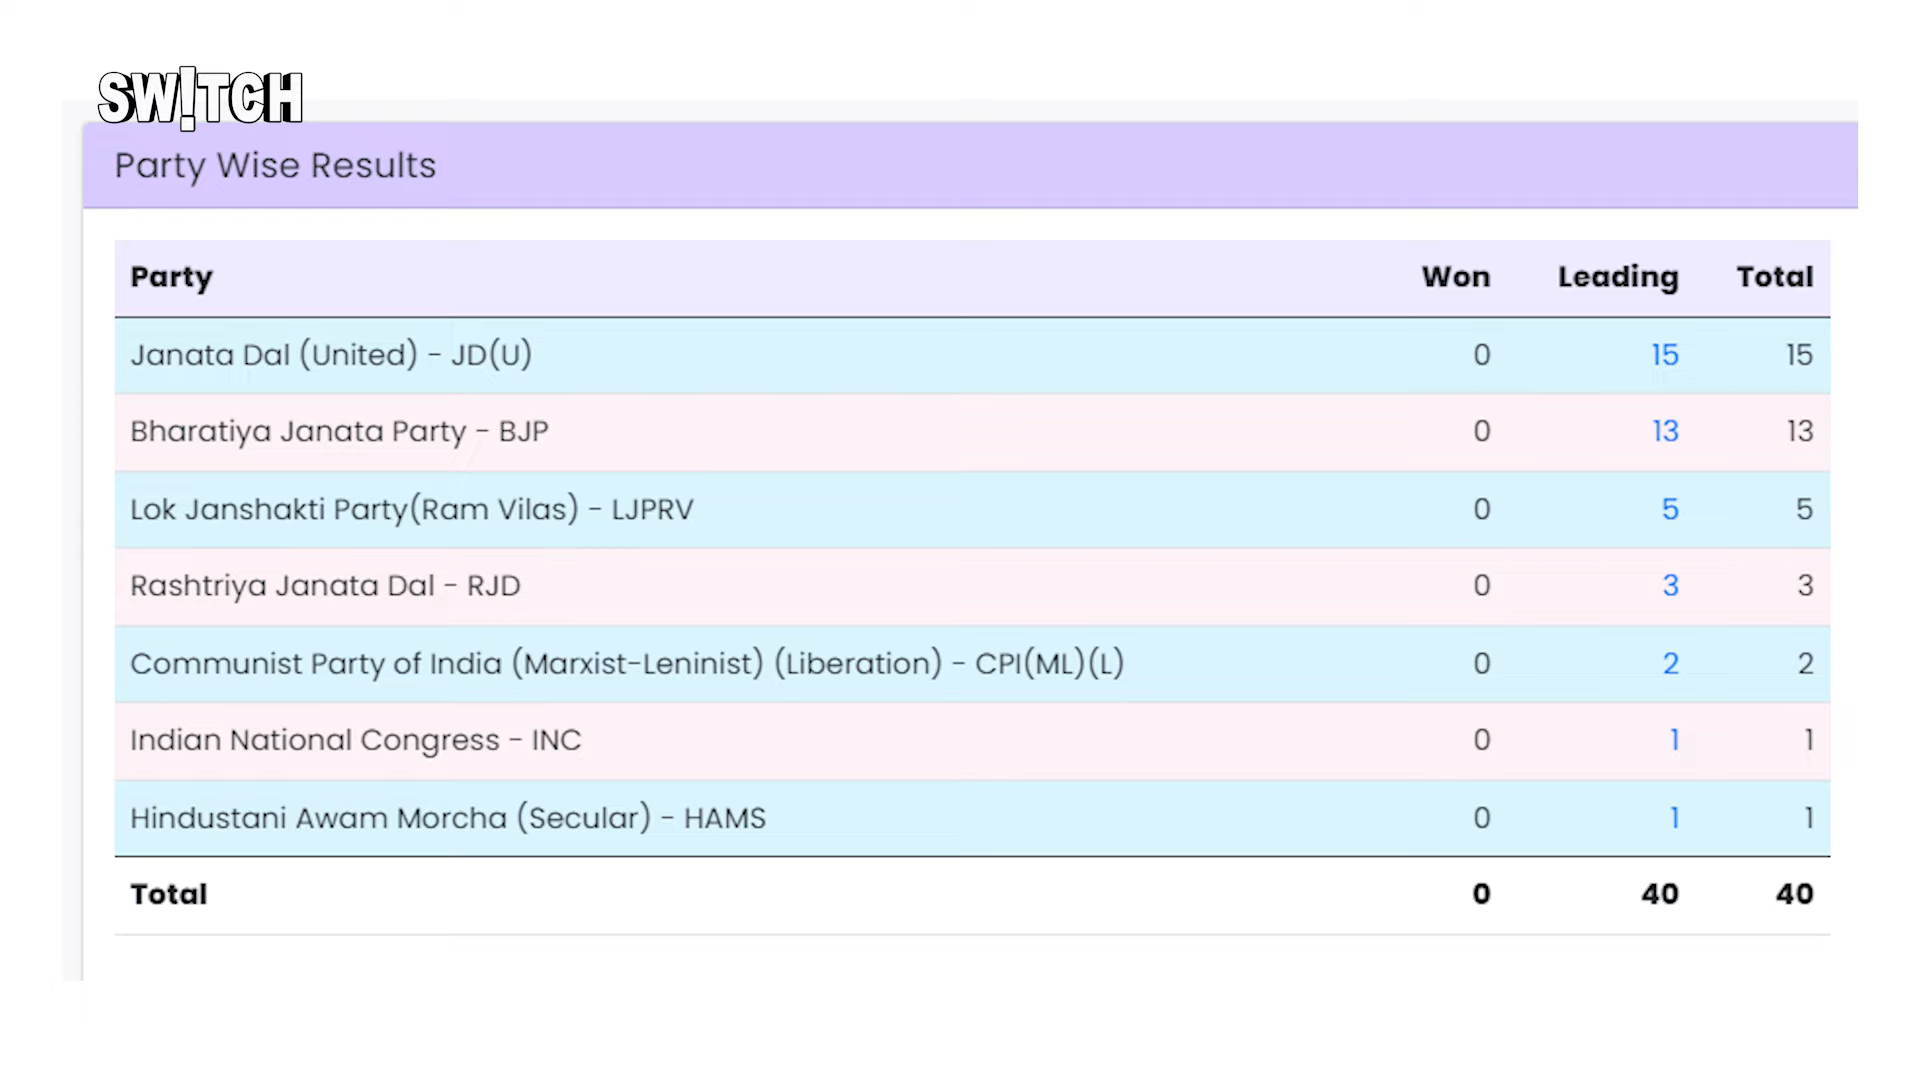 SW!TCH
Party Wise Results
Party Won Leading Total
Janata Dal (United) - JD(U) 0 15 15
Bharatiya Janata Party - BJP 0 13 13
Lok Janshakti Party(Ram Vilas) - LJPRV 0 5 5
Rashtriya Janata Dal - RJD 0 3 3
Communist Party of India (Marxist-Leninist) (Liberation) - CPI(ML)(L) 0 2 2
Indian National Congress - INC 0 1 1
Hindustani Awam Morcha (Secular) - HAMS 0 1 1
Total 0 40 40